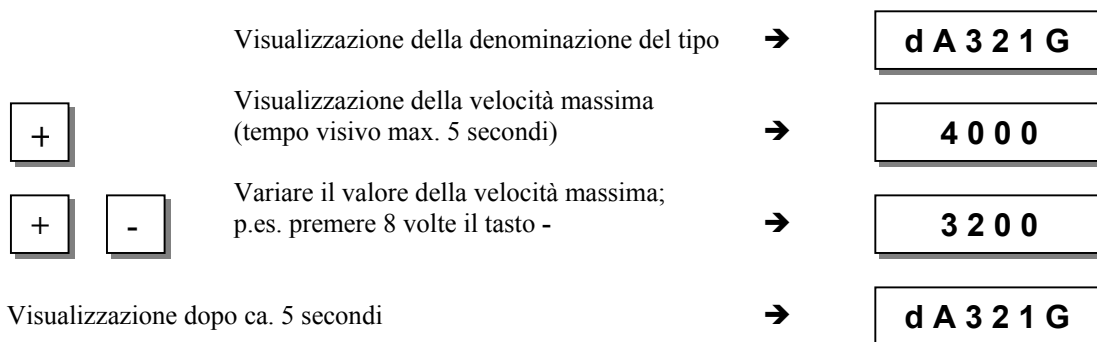 Visualizzazione della denominazione del tipo ➔ d A 3 2 1 G
Visualizzazione della velocità massima
+ (tempo visivo max. 5 secondi) ➔ 4 0 0 0
Variare il valore della velocità massima;
+ - p.es. premere 8 volte il tasto - ➔ 3 2 0 0
Visualizzazione dopo ca. 5 secondi ➔ d A 3 2 1 G